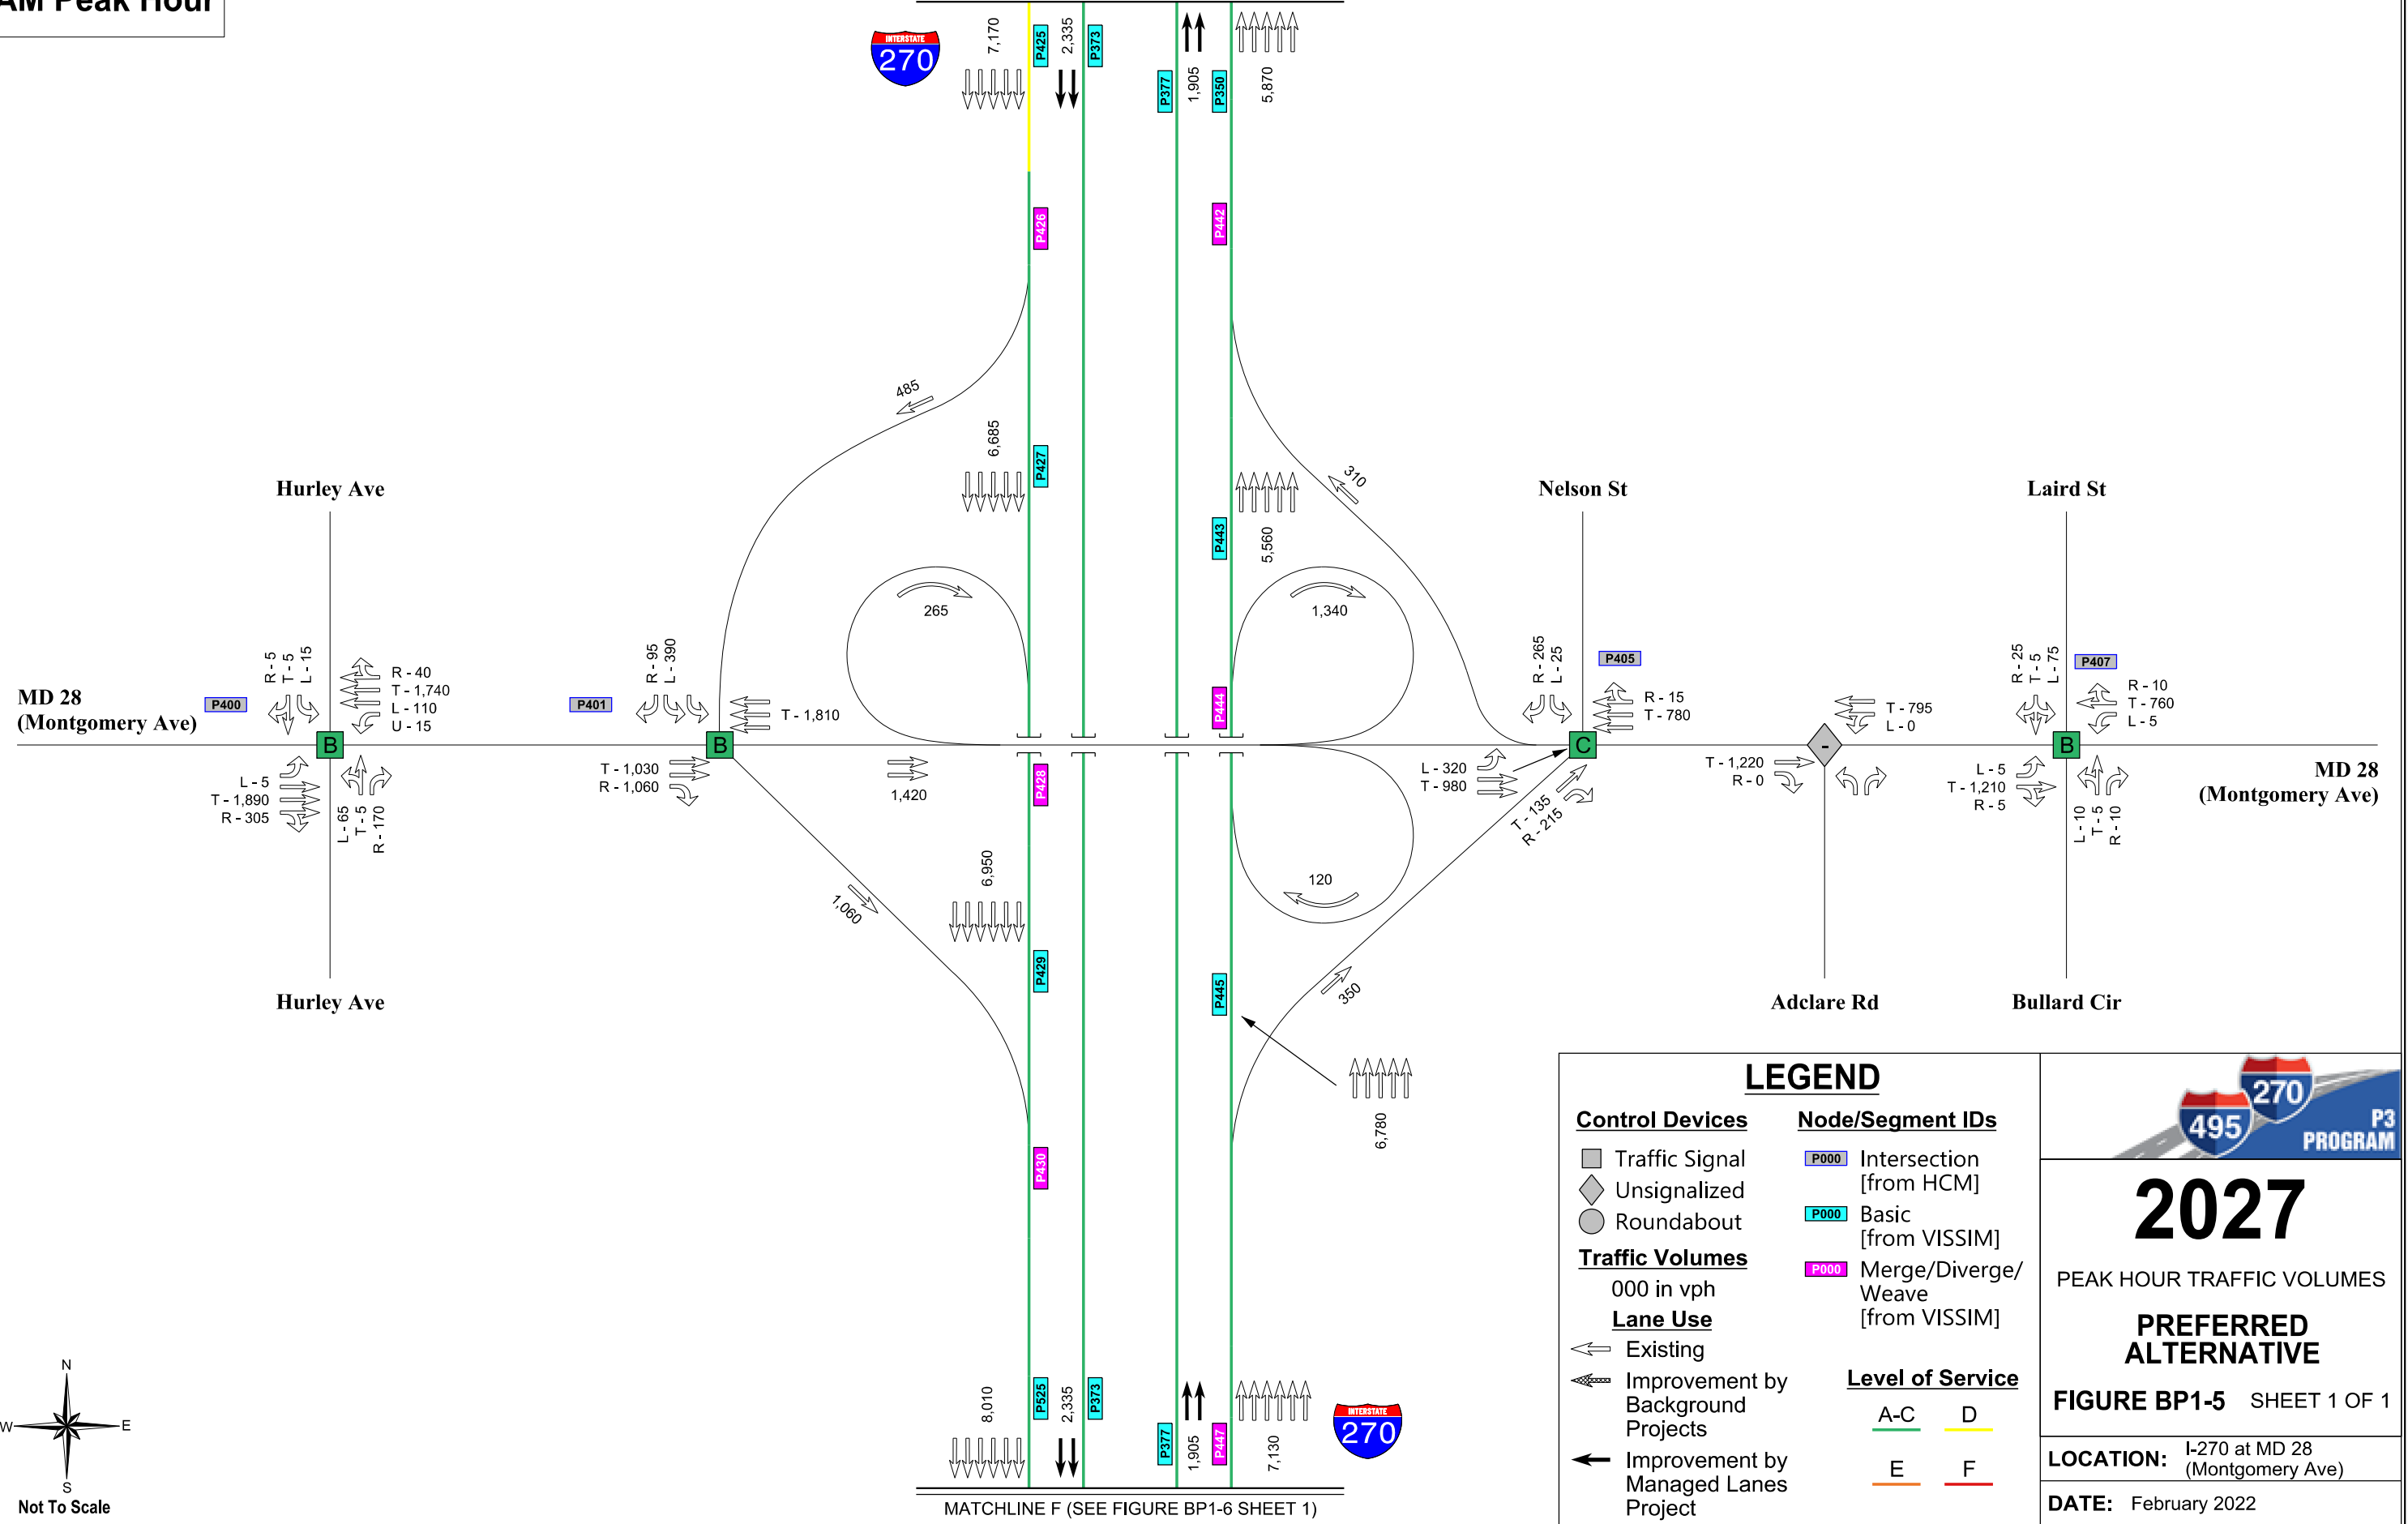 AM Peak Hour
INTERSTATE
270
7,170
P425
2,335
P373
P377
1,905
P350
5,870
P426
P442
485
6,685
P427
P443
5,560
310
Hurley Ave
Nelson St
Laird St
265
1,340
MD 28
(Montgomery Ave)
P400
R - 5
T - 5
L - 15
R - 40
T - 1,740
L - 110
U - 15
B
L - 5
T - 1,890
R - 305
L - 65
T - 5
R - 170
P401
R - 95
L - 390
T - 1,810
B
T - 1,030
R - 1,060
1,420
P428
P444
L - 320
T - 980
R - 265
L - 25
P405
R - 15
T - 780
C
T - 135
R - 215
T - 795
L - 0
T - 1,220
R - 0
-
R - 25
T - 5
L - 75
P407
R - 10
T - 760
L - 5
B
L - 5
T - 1,210
R - 5
L - 10
T - 5
R - 10
MD 28
(Montgomery Ave)
1,060
6,950
P429
120
P445
350
6,780
Hurley Ave
Adclare Rd
Bullard Cir
P430
8,010
P525
2,335
P373
P377
1,905
P447
7,130
INTERSTATE
270
MATCHLINE F (SEE FIGURE BP1-6 SHEET 1)
N
W
E
S
Not To Scale
LEGEND
Control Devices
Traffic Signal
Unsignalized
Roundabout
Traffic Volumes
000 in vph
Lane Use
Existing
Improvement by
Background
Projects
Improvement by
Managed Lanes
Project
Node/Segment IDs
P000 Intersection
[from HCM]
P000 Basic
[from VISSIM]
P000 Merge/Diverge/
Weave
[from VISSIM]
Level of Service
A-C D
E F
495
270
P3
PROGRAM
2027
PEAK HOUR TRAFFIC VOLUMES
PREFERRED
ALTERNATIVE
FIGURE BP1-5 SHEET 1 OF 1
LOCATION: I-270 at MD 28
(Montgomery Ave)
DATE: February 2022